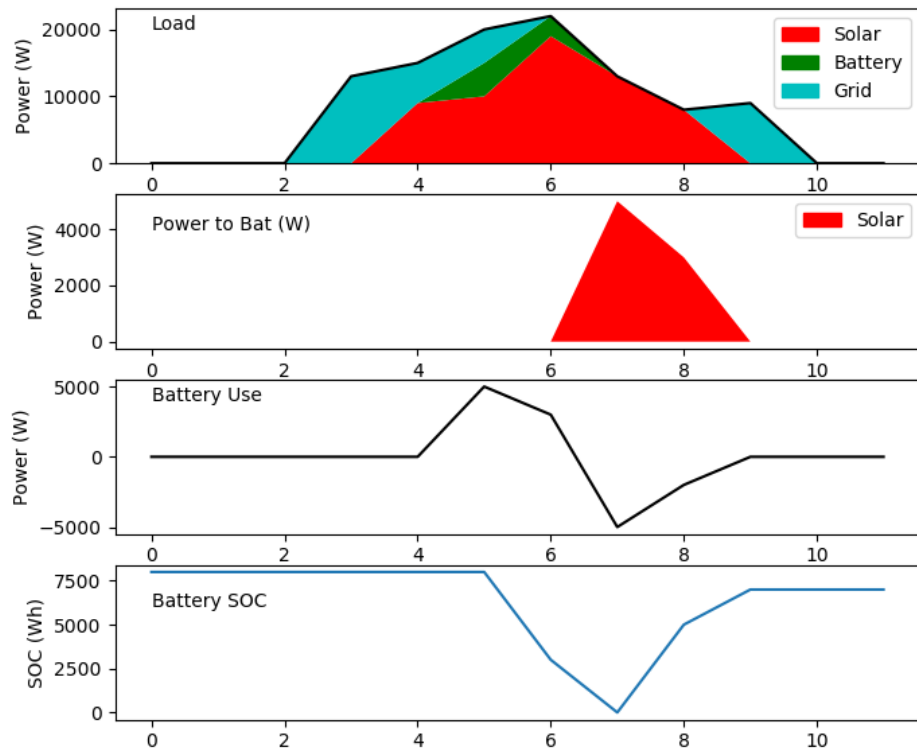 Load
Solar
Battery
Grid
Power (W)
20000
10000
0
0 2 4 6 8 10
Power to Bat (W)
Solar
Power (W)
4000
2000
0
0 2 4 6 8 10
Battery Use
Power (W)
5000
0
−5000
0 2 4 6 8 10
Battery SOC
SOC (Wh)
7500
5000
2500
0
0 2 4 6 8 10